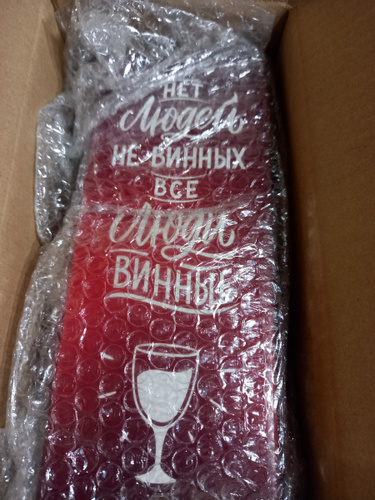 НЕТ
Людей
НЕ ВИННЫХ
ВСЕ
Люди
ВИННЫЕ